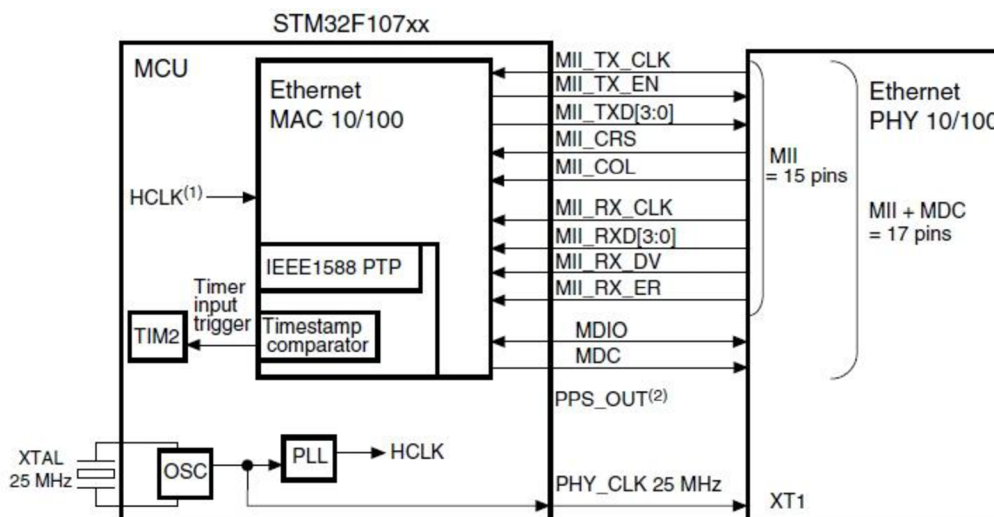 STM32F107xx
MCU
Ethernet
MAC 10/100
HCLK(1)
IEEE1588 PTP
Timer
input
trigger
Timestamp
comparator
TIM2
XTAL
25 MHz
OSC
PLL
HCLK
MII_TX_CLK
MII_TX_EN
MII_TXD[3:0]
MII_CRS
MII_COL
MII_RX_CLK
MII_RXD[3:0]
MII_RX_DV
MII_RX_ER
MDIO
MDC
PPS_OUT(2)
PHY_CLK 25 MHz
MII
= 15 pins
MII + MDC
= 17 pins
Ethernet
PHY 10/100
XT1